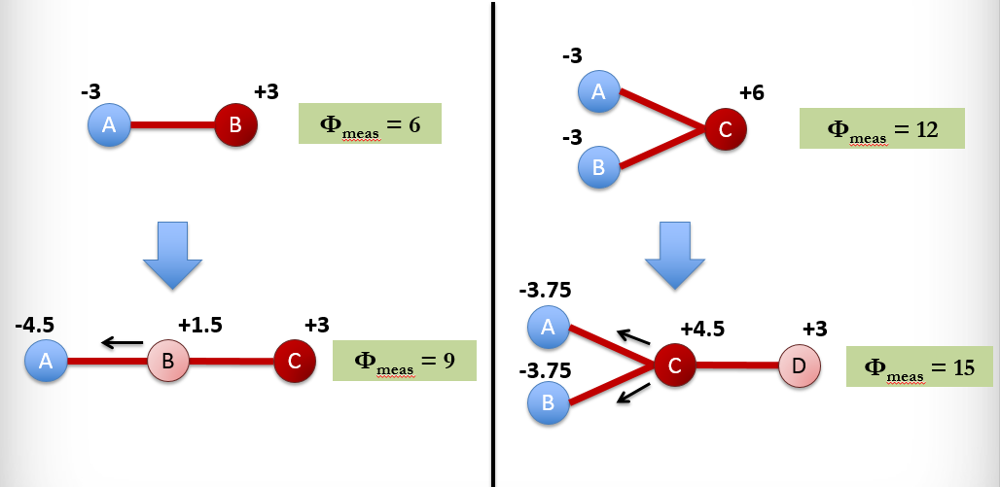 -3
+3
A
B
Φmeas = 6
-4.5
+1.5
+3
A
B
C
Φmeas = 9
-3
A
+6
C
-3
B
Φmeas = 12
-3.75
A
+4.5
+3
C
D
-3.75
B
Φmeas = 15